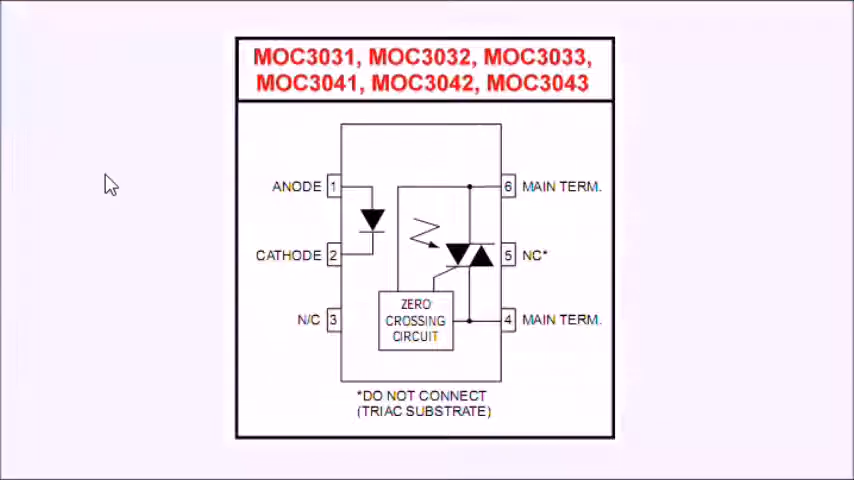 MOC3031, MOC3032, MOC3033,
MOC3041, MOC3042, MOC3043
ANODE 1
6 MAIN TERM.
CATHODE 2
5 NC*
N/C 3
ZERO
CROSSING
CIRCUIT
4 MAIN TERM.
*DO NOT CONNECT
(TRIAC SUBSTRATE)